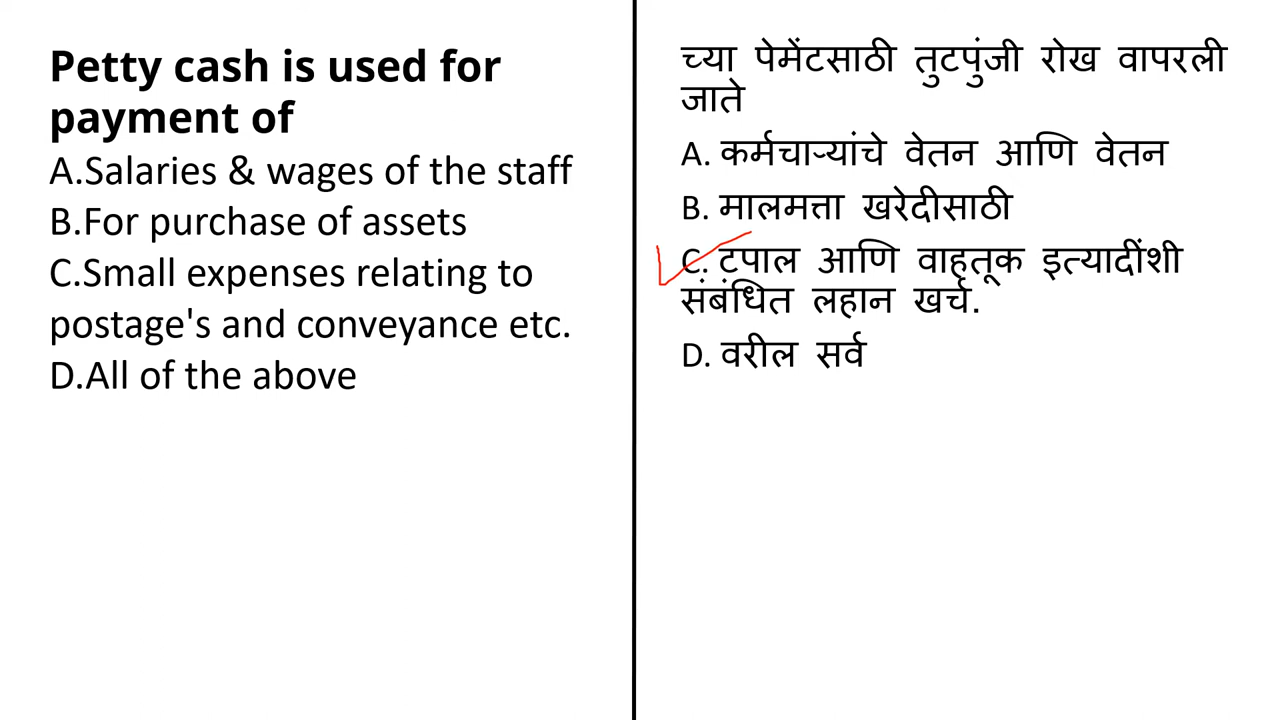 Petty cash is used for
payment of
A.Salaries & wages of the staff
B.For purchase of assets
C.Small expenses relating to
postage's and conveyance etc.
D.All of the above
च्या पेमेंटसाठी तुटपुंजी रोख वापरली
जाते
A. कर्मचाऱ्यांचे वेतन आणि वेतन
B. मालमत्ता खरेदीसाठी
C. टपाल आणि वाहतूक इत्यादींशी
संबंधित लहान खर्च.
D. वरील सर्व